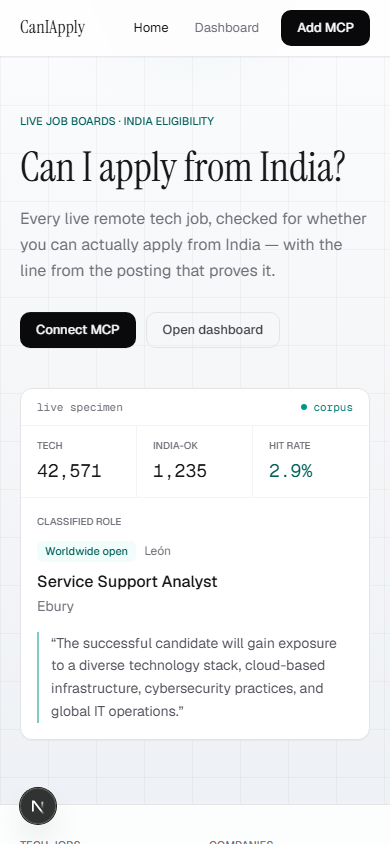 CanIApply
Home
Dashboard
Add MCP
LIVE JOB BOARDS · INDIA ELIGIBILITY
Can I apply from India?
Every live remote tech job, checked for whether
you can actually apply from India — with the
line from the posting that proves it.
Connect MCP
Open dashboard
live specimen
corpus
TECH
INDIA-OK
HIT RATE
42,571
1,235
2.9%
CLASSIFIED ROLE
Worldwide open
León
Service Support Analyst
Ebury
“The successful candidate will gain exposure
to a diverse technology stack, cloud-based
infrastructure, cybersecurity practices, and
global IT operations.”
N
TECH JOBS
COMPANIES